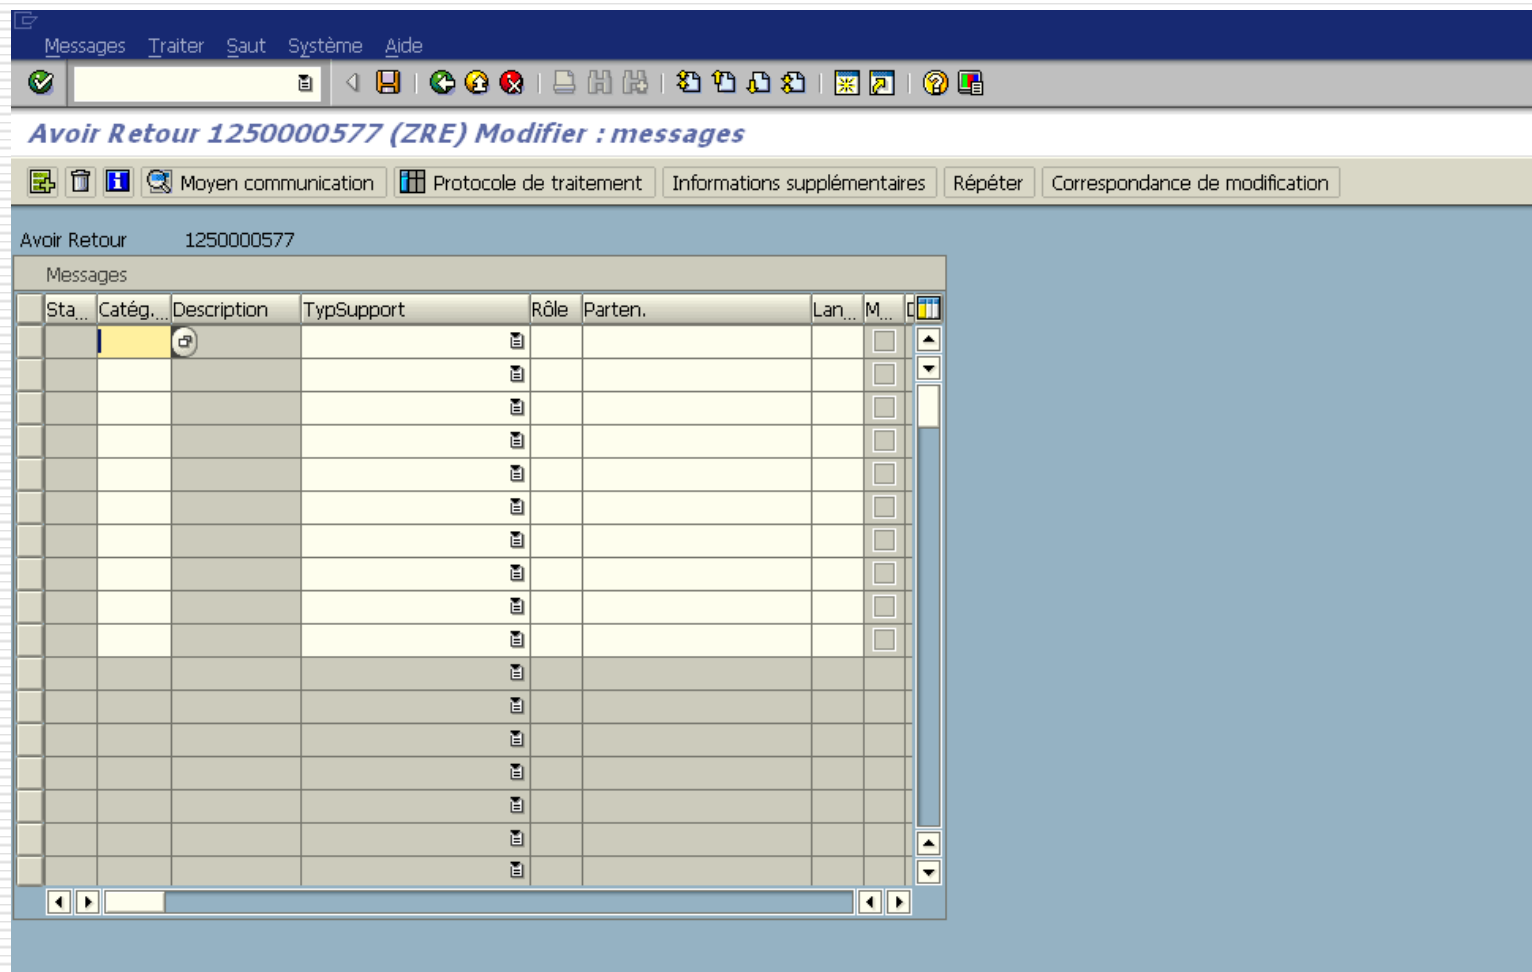 Messages Traiter Saut Système Aide
Avoir Retour 1250000577 (ZRE) Modifier : messages
Moyen communication Protocole de traitement Informations supplémentaires Répéter Correspondance de modification
Avoir Retour 1250000577
Messages
Sta... Catég.... Description TypSupport Rôle Parten. Lan... M...